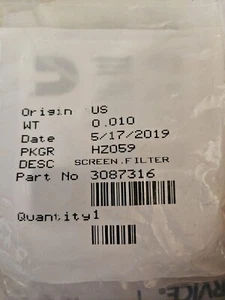 Origin US
WT 0.010
Date 5/17/2019
PKGR HZ059
DESC SCREEN,FILTER
Part No 3087316
Quantity1